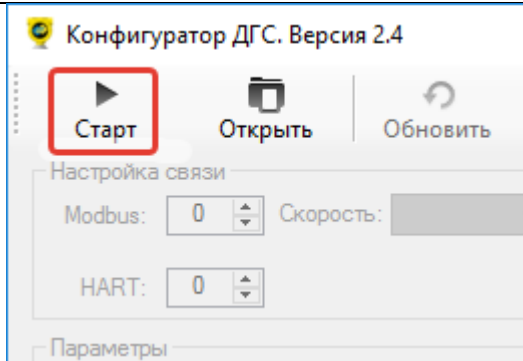 Конфигуратор ДГС. Версия 2.4
Старт Открыть Обновить
Настройка связи
Modbus: 0 Скорость:
HART: 0
Параметры